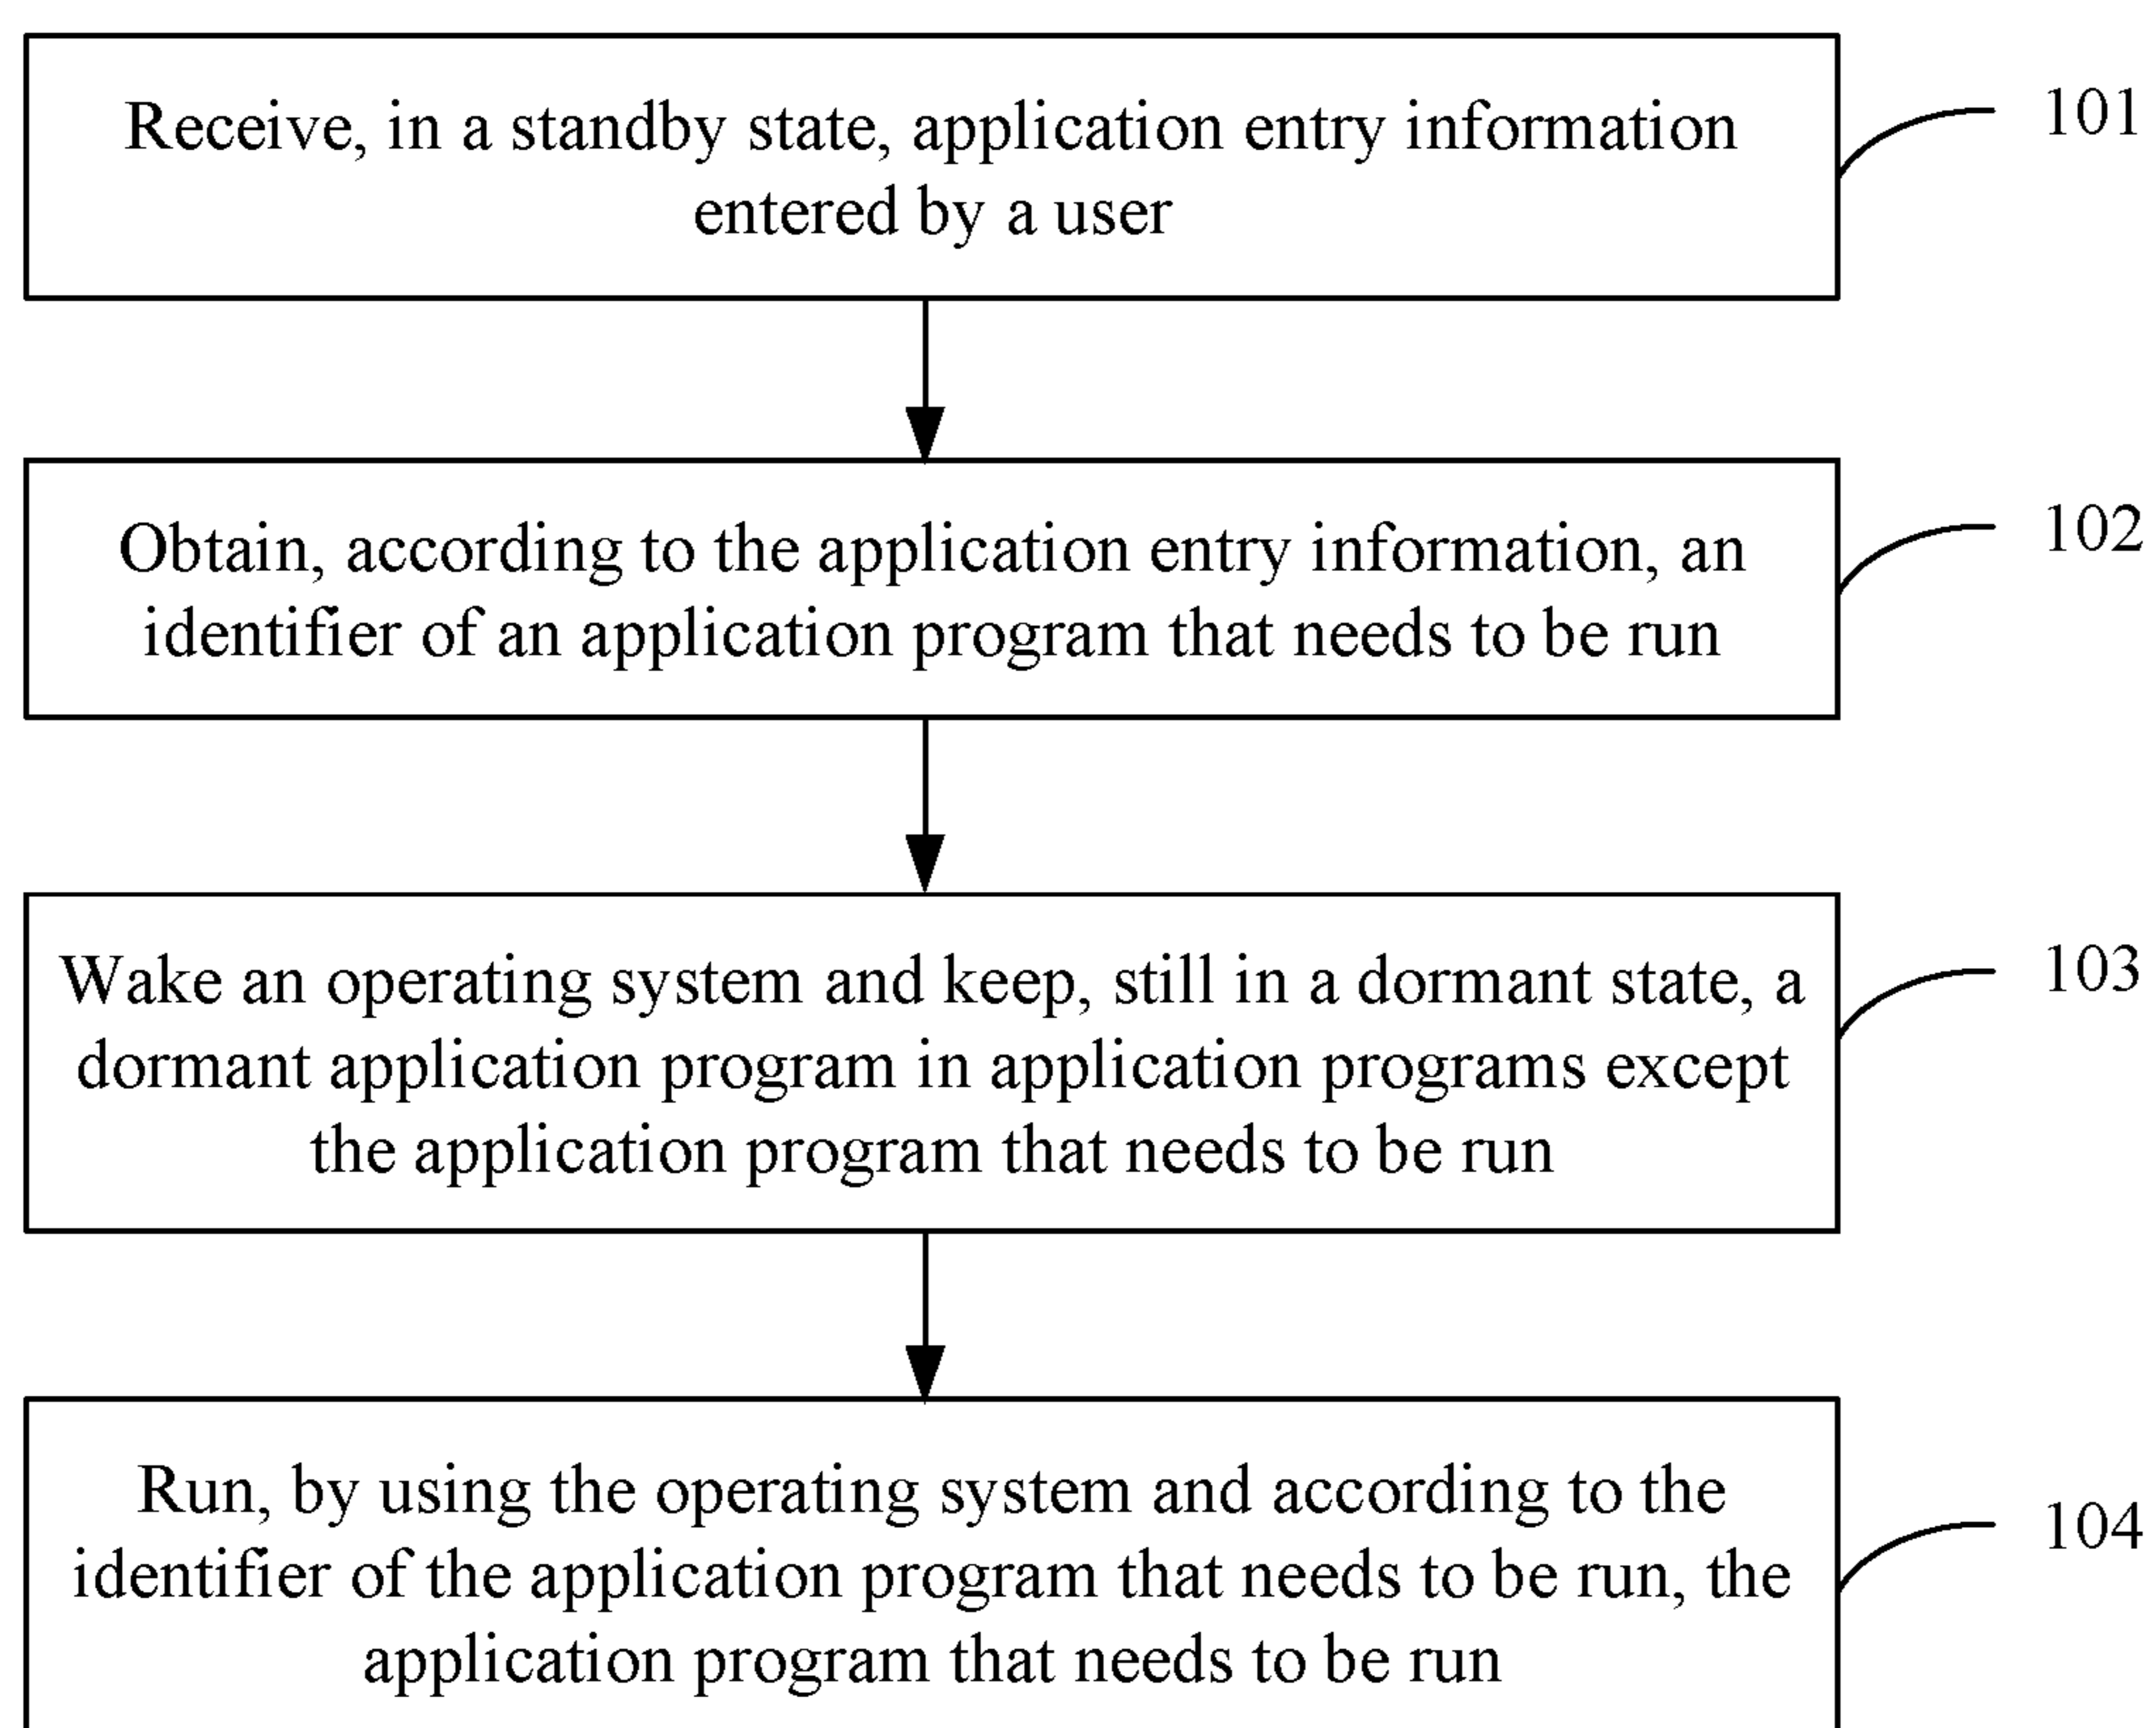 Receive, in a standby state, application entry information
entered by a user
101
Obtain, according to the application entry information, an
identifier of an application program that needs to be run
102
Wake an operating system and keep, still in a dormant state, a
dormant application program in application programs except
the application program that needs to be run
103
Run, by using the operating system and according to the
identifier of the application program that needs to be run, the
application program that needs to be run
104